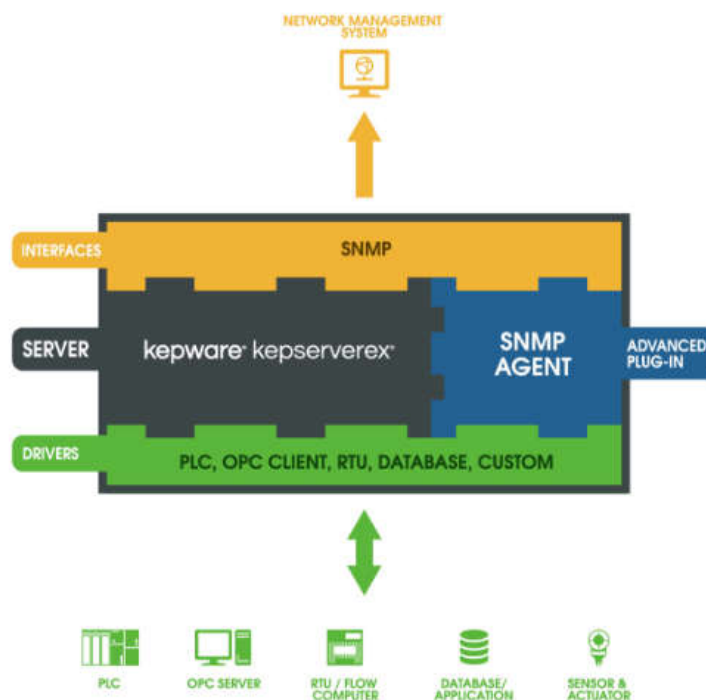 NETWORK MANAGEMENT
SYSTEM
INTERFACES
SNMP
SERVER
kepware® kepserverex®
SNMP
AGENT
ADVANCED
PLUG-IN
DRIVERS
PLC, OPC CLIENT, RTU, DATABASE, CUSTOM
PLC
OPC SERVER
RTU / FLOW
COMPUTER
DATABASE/
APPLICATION
SENSOR &
ACTUATOR